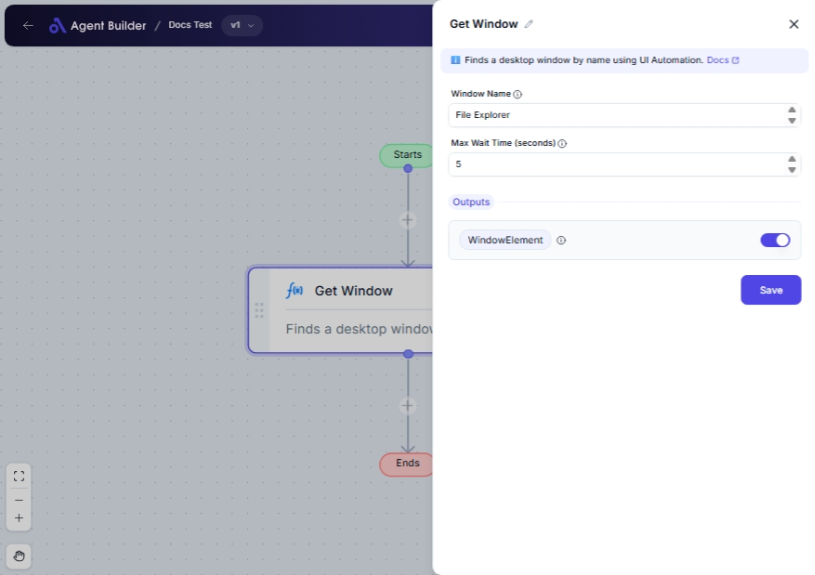 Agent Builder / Docs Test v1
Starts
Get Window
Finds a desktop window
Ends
Get Window
Finds a desktop window by name using UI Automation. Docs
Window Name
File Explorer
Max Wait Time (seconds)
5
Outputs
WindowElement
Save